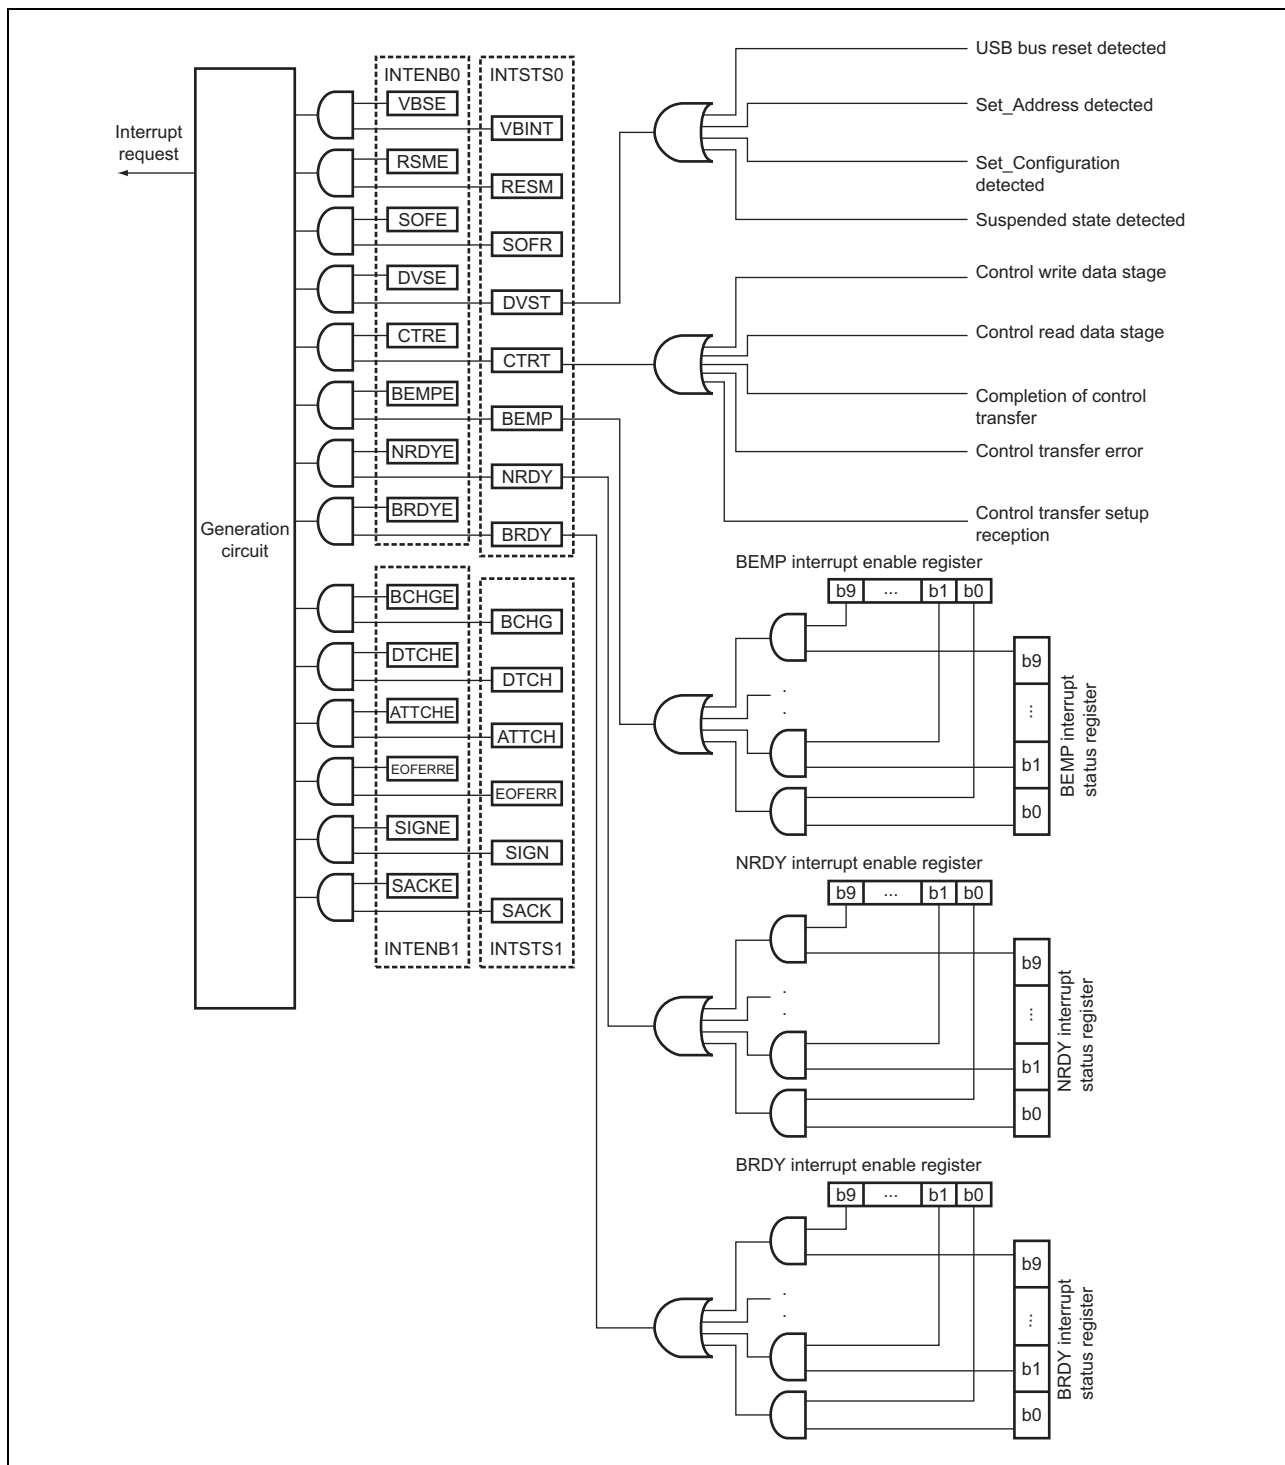 INTENB0
INTSTS0
USB bus reset detected
VBSE
VBINT
Set_Address detected
Interrupt
request
RSME
RESM
Set_Configuration
detected
SOFE
SOFR
Suspended state detected
DVSE
DVST
Control write data stage
CTRE
CTRT
Control read data stage
BEMPE
BEMP
Completion of control
transfer
NRDYE
NRDY
Control transfer error
BRDYE
BRDY
Control transfer setup
reception
Generation
circuit
BEMP interrupt enable register
b9 ... b1 b0
BCHGE
BCHG
DTCHE
DTCH
ATTCHE
ATTCH
EOFERRE
EOFERR
SIGNE
SIGN
SACKE
SACK
INTENB1
INTSTS1
b9
...
b1
b0
BEMP interrupt
status register
NRDY interrupt enable register
b9 ... b1 b0
b9
...
b1
b0
NRDY interrupt
status register
BRDY interrupt enable register
b9 ... b1 b0
b9
...
b1
b0
BRDY interrupt
status register